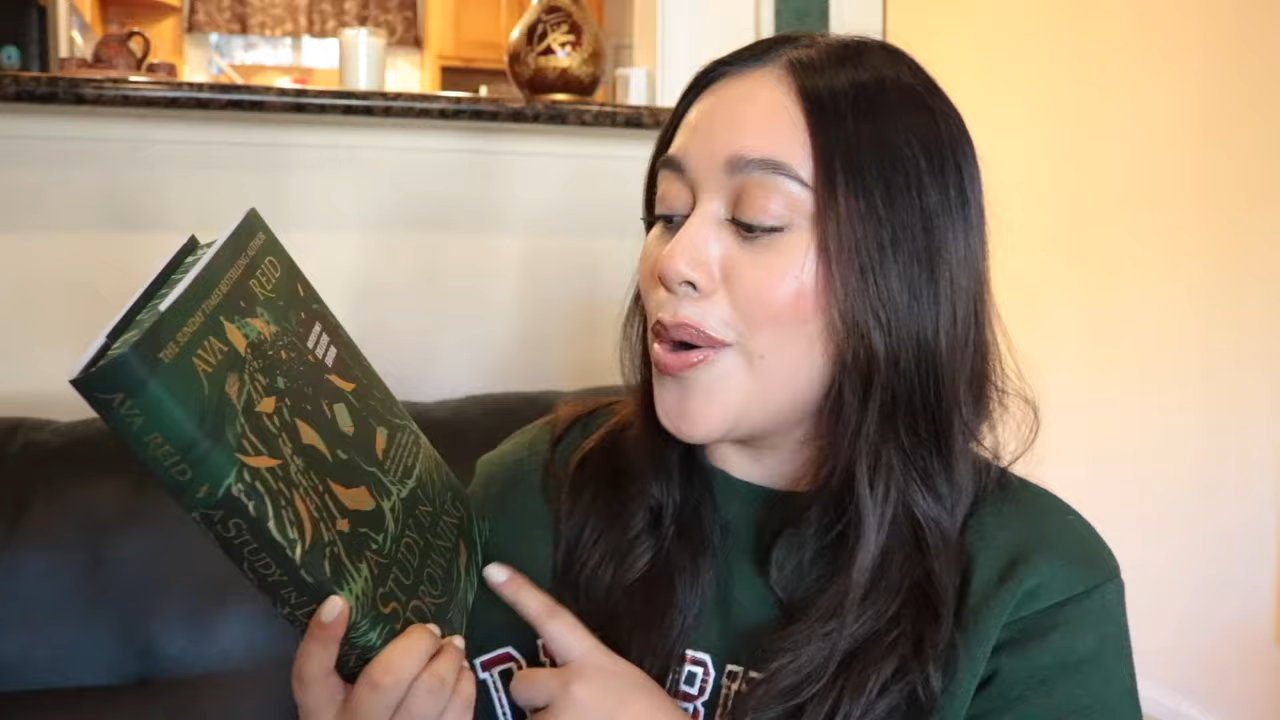 THE SUNDAY TIMES BESTSELLING AUTHOR
AVA REID
A
STUDY IN
DROWNING
AVA REID
A STUDY IN